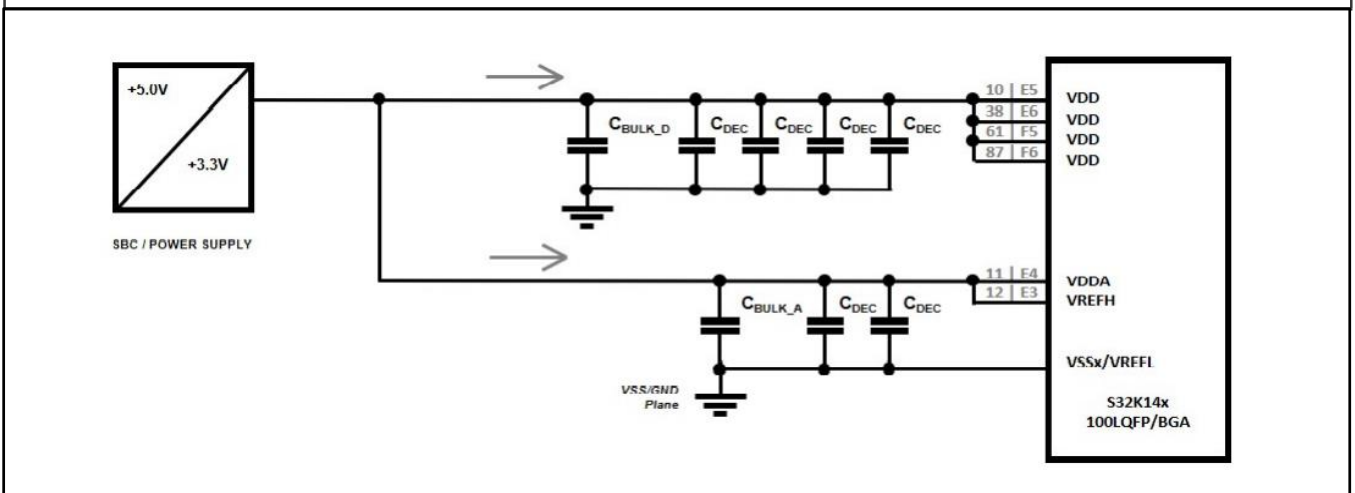 +5.0V
+3.3V
SBC / POWER SUPPLY
CBULK_D CDEC CDEC CDEC CDEC
10 | E5 VDD
38 | E6 VDD
61 | F5 VDD
87 | F6 VDD
CBULK_A CDEC CDEC
11 | E4 VDDA
12 | E3 VREFH
VSSx/VREFL
VSS/GND
Plane
S32K14x
100LQFP/BGA